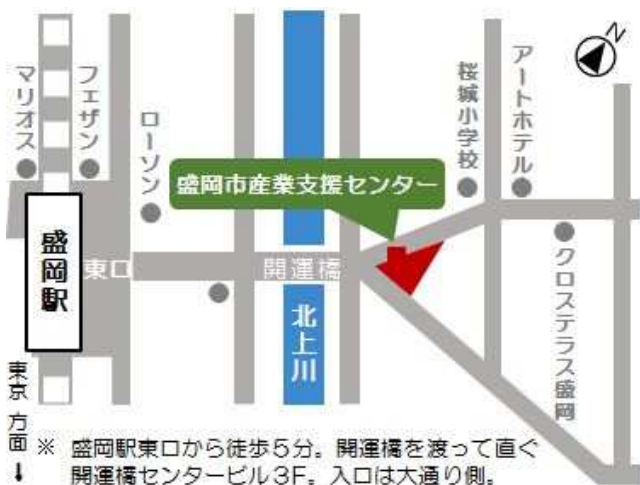 N
マリオス
フェザン
ローソン
桜城小学校
アートホテル
盛岡市産業支援センター
盛岡駅
東口
開運橋
北上川
クロステラス盛岡
東京方面
↓
※ 盛岡駅東口から徒歩5分。開運橋を渡って直ぐ
開運橋センタービル3F。入口は大通り側。